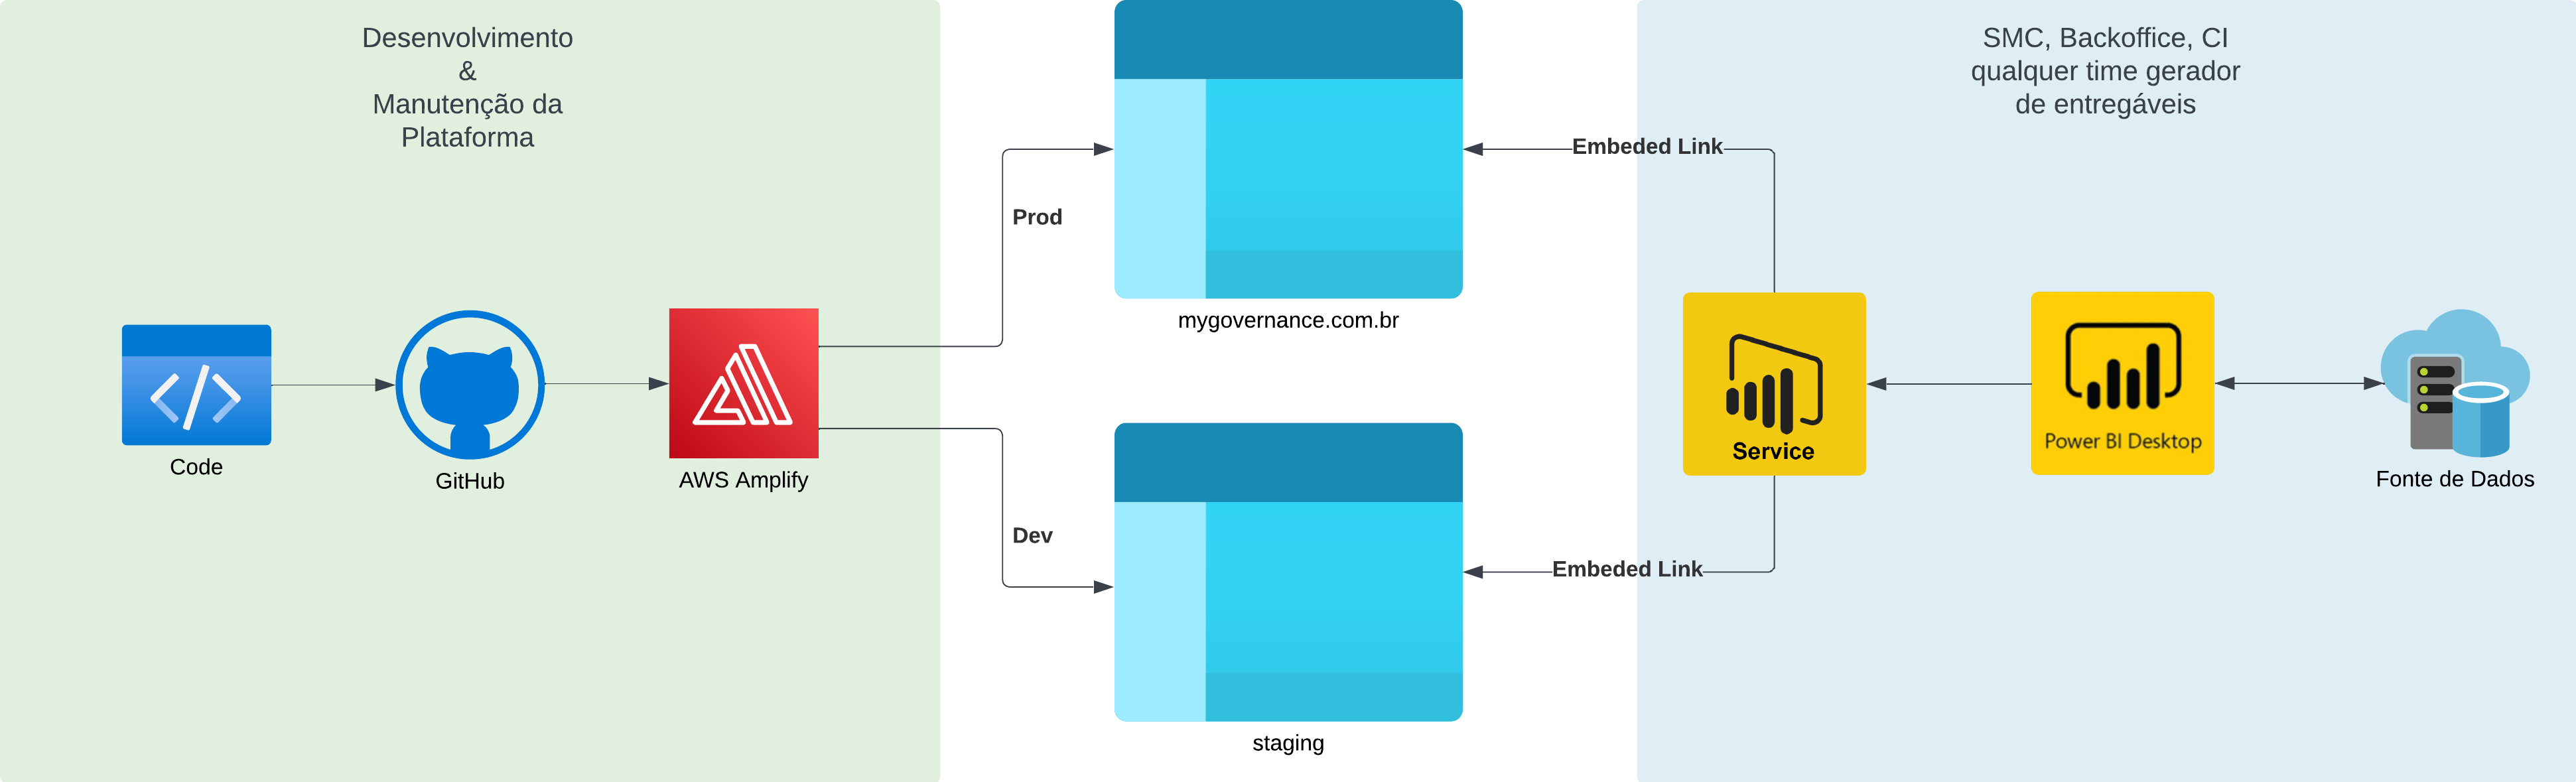 Desenvolvimento
&
Manutenção da
Plataforma
Code
GitHub
AWS Amplify
Prod
Dev
mygovernance.com.br
staging
Embeded Link
Embeded Link
SMC, Backoffice, CI
qualquer time gerador
de entregáveis
Service
Power BI Desktop
Fonte de Dados